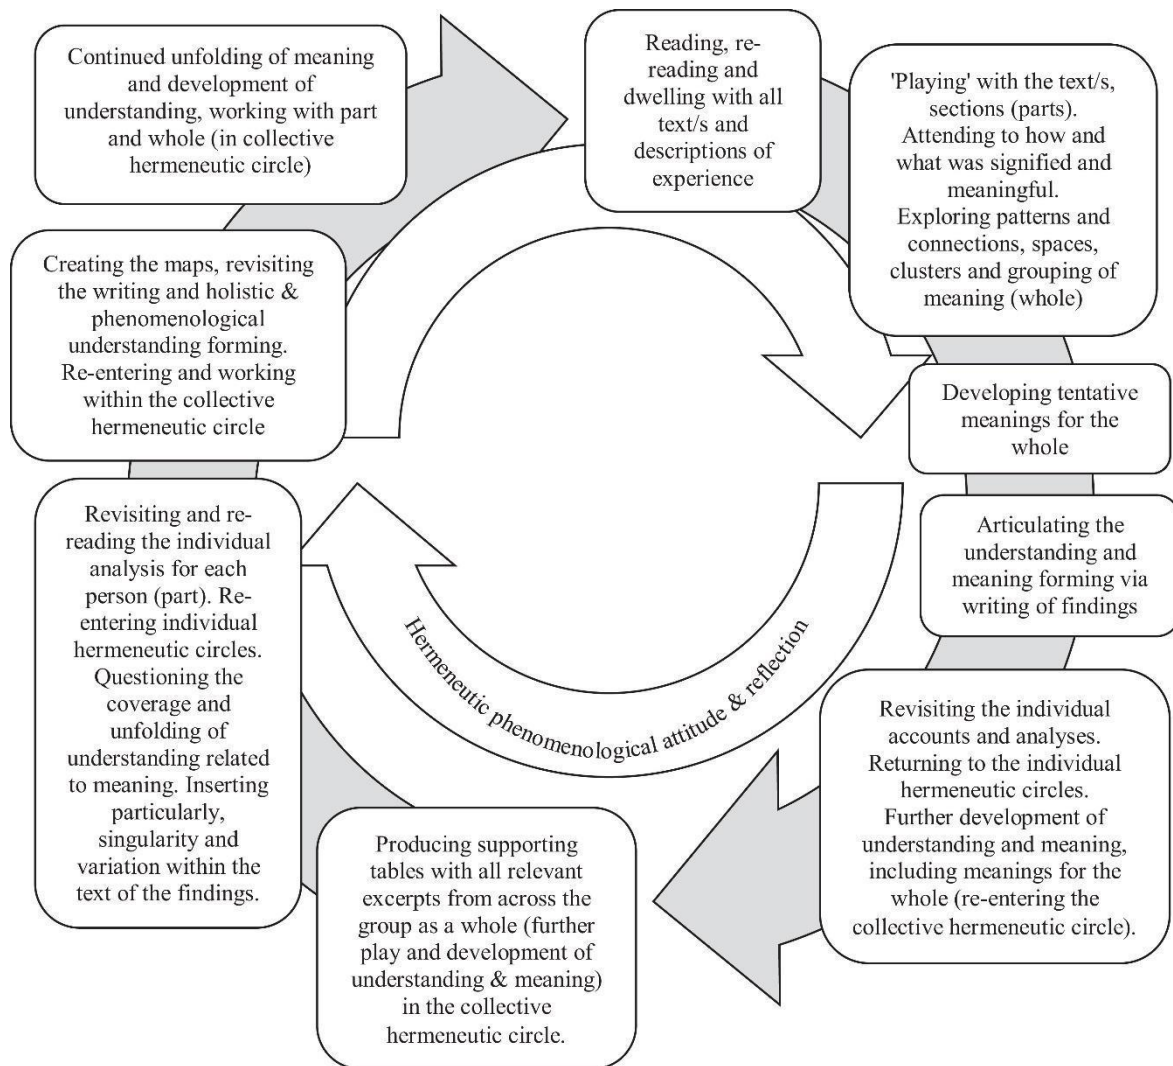 Continued unfolding of meaning
and development of
understanding, working with part
and whole (in collective
hermeneutic circle)
Reading, re-
reading and
dwelling with all
text/s and
descriptions of
experience
'Playing' with the text/s,
sections (parts).
Attending to how and
what was signified and
meaningful.
Exploring patterns and
connections, spaces,
clusters and grouping of
meaning (whole)
Developing tentative
meanings for the
whole
Articulating the
understanding and
meaning forming via
writing of findings
Revisiting the individual
accounts and analyses.
Returning to the individual
hermeneutic circles.
Further development of
understanding and meaning,
including meanings for the
whole (re-entering the
collective hermeneutic circle).
Producing supporting
tables with all relevant
excerpts from across the
group as a whole (further
play and development of
understanding & meaning)
in the collective
hermeneutic circle.
Revisiting and re-
reading the individual
analysis for each
person (part). Re-
entering individual
hermeneutic circles.
Questioning the
coverage and
unfolding of
understanding related
to meaning. Inserting
particularly,
singularity and
variation within the
text of the findings.
Creating the maps, revisiting
the writing and holistic &
phenomenological
understanding forming.
Re-entering and working
within the collective
hermeneutic circle
Hermeneutic phenomenological attitude & reflection